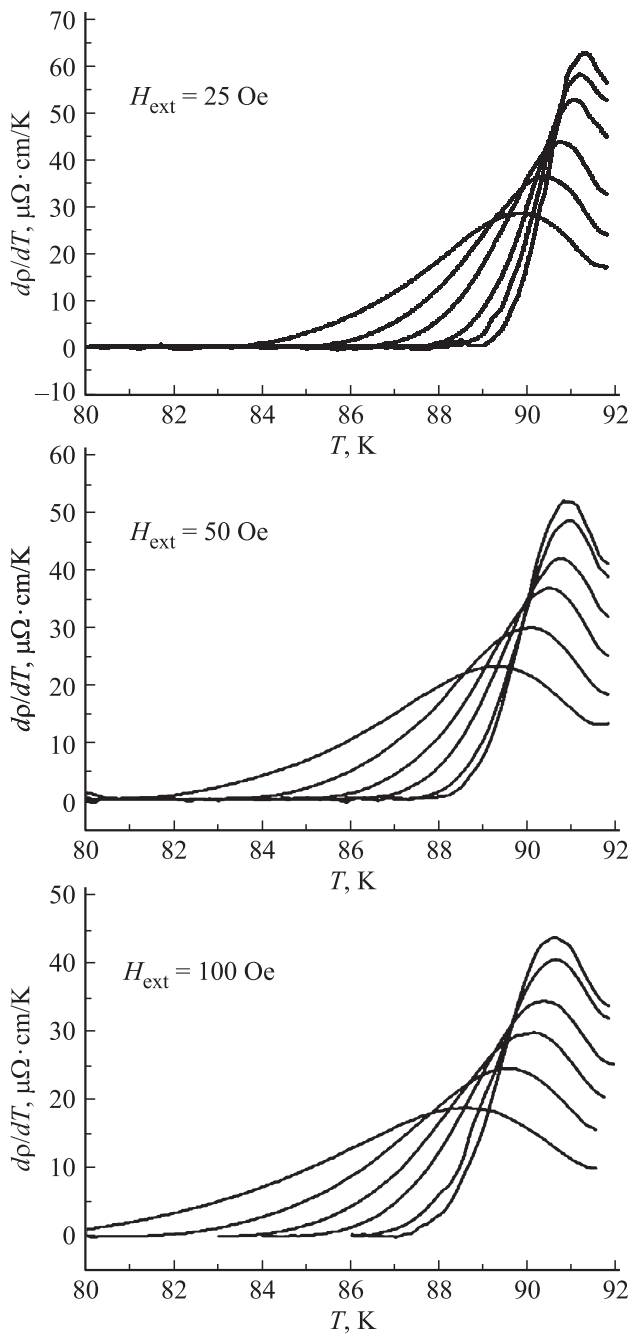 70
60
50
40
30
20
10
0
–10
dρ/dT, μΩ·cm/K
H_ext = 25 Oe
80 82 84 86 88 90 92
T, K
60
50
40
30
20
10
0
dρ/dT, μΩ·cm/K
H_ext = 50 Oe
80 82 84 86 88 90 92
T, K
50
40
30
20
10
0
dρ/dT, μΩ·cm/K
H_ext = 100 Oe
80 82 84 86 88 90 92
T, K